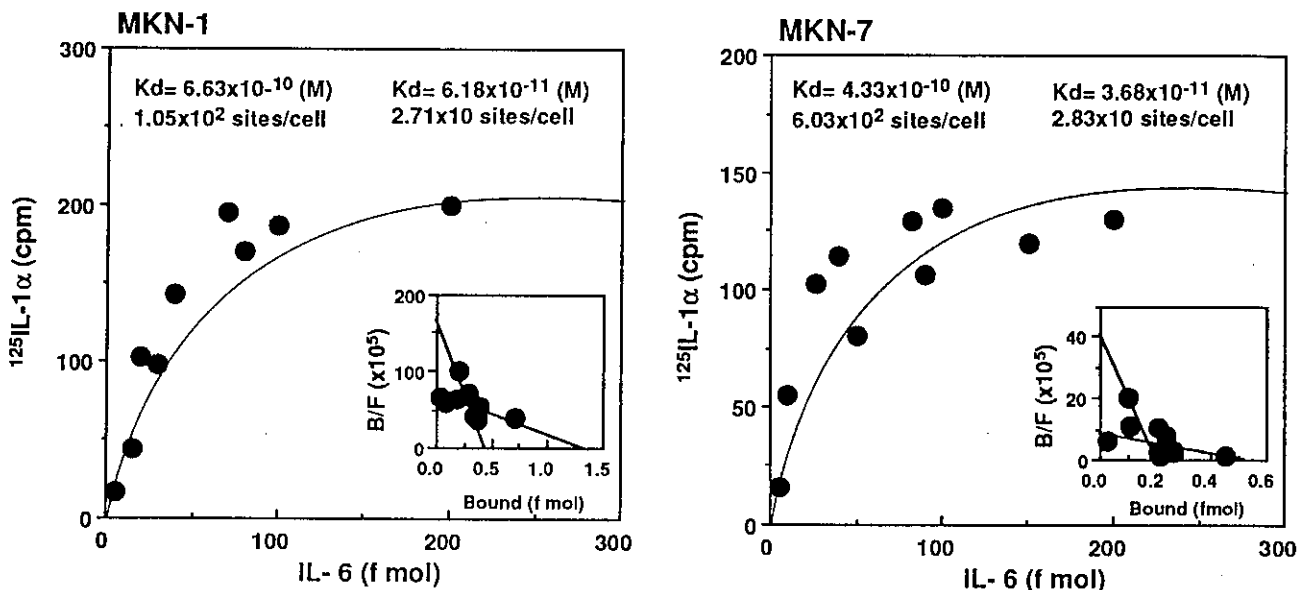 MKN-1
300
200
100
0
¹²⁵IL-1α (cpm)
Kd= 6.63x10⁻¹⁰ (M)
1.05x10² sites/cell
Kd= 6.18x10⁻¹¹ (M)
2.71x10 sites/cell
200
100
0
B/F (x10⁵)
0.0 0.5 1.0 1.5
Bound (f mol)
0 100 200 300
IL- 6 (f mol)
MKN-7
200
150
100
50
0
¹²⁵IL-1α (cpm)
Kd= 4.33x10⁻¹⁰ (M)
6.03x10² sites/cell
Kd= 3.68x10⁻¹¹ (M)
2.83x10 sites/cell
40
20
0
B/F (x10⁵)
0.0 0.2 0.4 0.6
Bound (fmol)
0 100 200 300
IL- 6 (f mol)